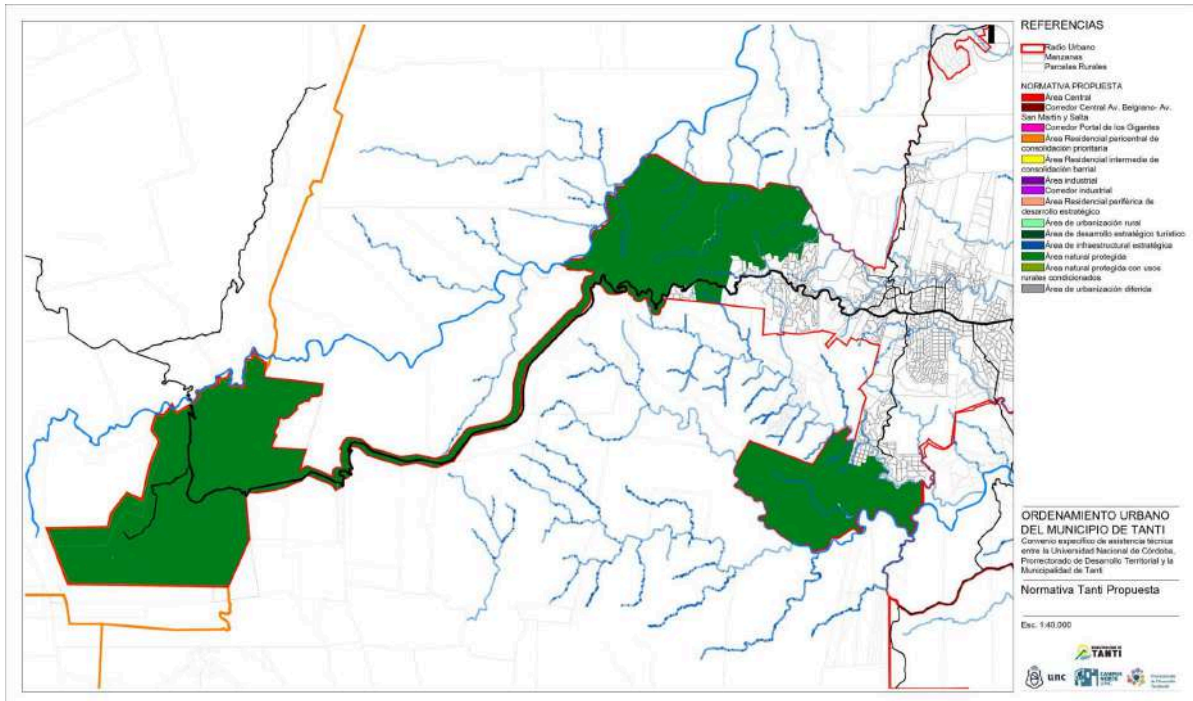 REFERENCIAS
Radio Urbano
Manzanas
Parcelas Rurales
NORMATIVA PROPUESTA
Área Central
Corredor Central Av. Belgrano- Av.
San Martín y Salta
Corredor Portal de los Gigantes
Área Residencial pericentral de
consolidación prioritaria
Área Residencial intermedia de
consolidación barrial
Área industrial
Corredor industrial
Área Residencial periférica de
desarrollo estratégico
Área de urbanización rural
Área de desarrollo estratégico turístico
Área de infraestructural estratégica
Área natural protegida
Área natural protegida con usos
rurales condicionados
Área de urbanización diferida
ORDENAMIENTO URBANO
DEL MUNICIPIO DE TANTI
Convenio específico de asistencia técnica
entre la Universidad Nacional de Córdoba,
Prorrectorado de Desarrollo Territorial y la
Municipalidad de Tanti
Normativa Tanti Propuesta
Esc. 1:40.000
TANTI
unc
CAMPUS
NORTE